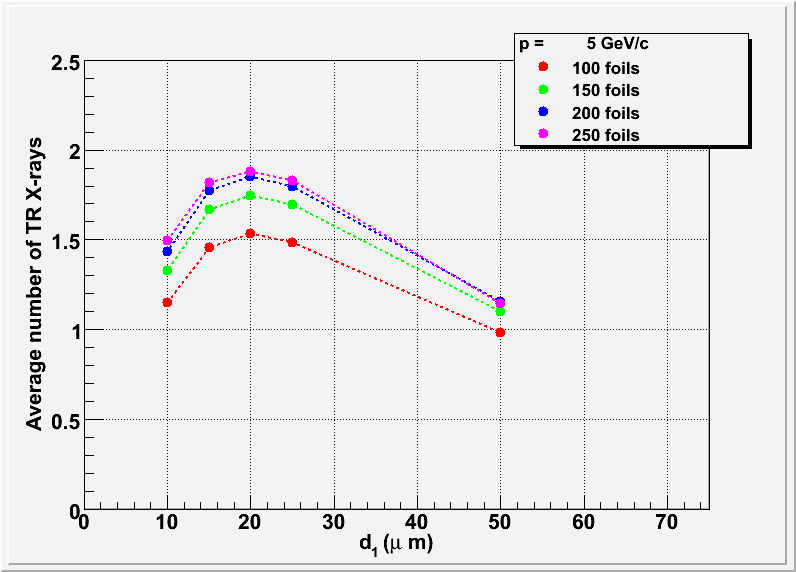 p = 5 GeV/c
100 foils
150 foils
200 foils
250 foils
Average number of TR X-rays
2.5
2
1.5
1
0.5
0
0 10 20 30 40 50 60 70
d1 (μ m)